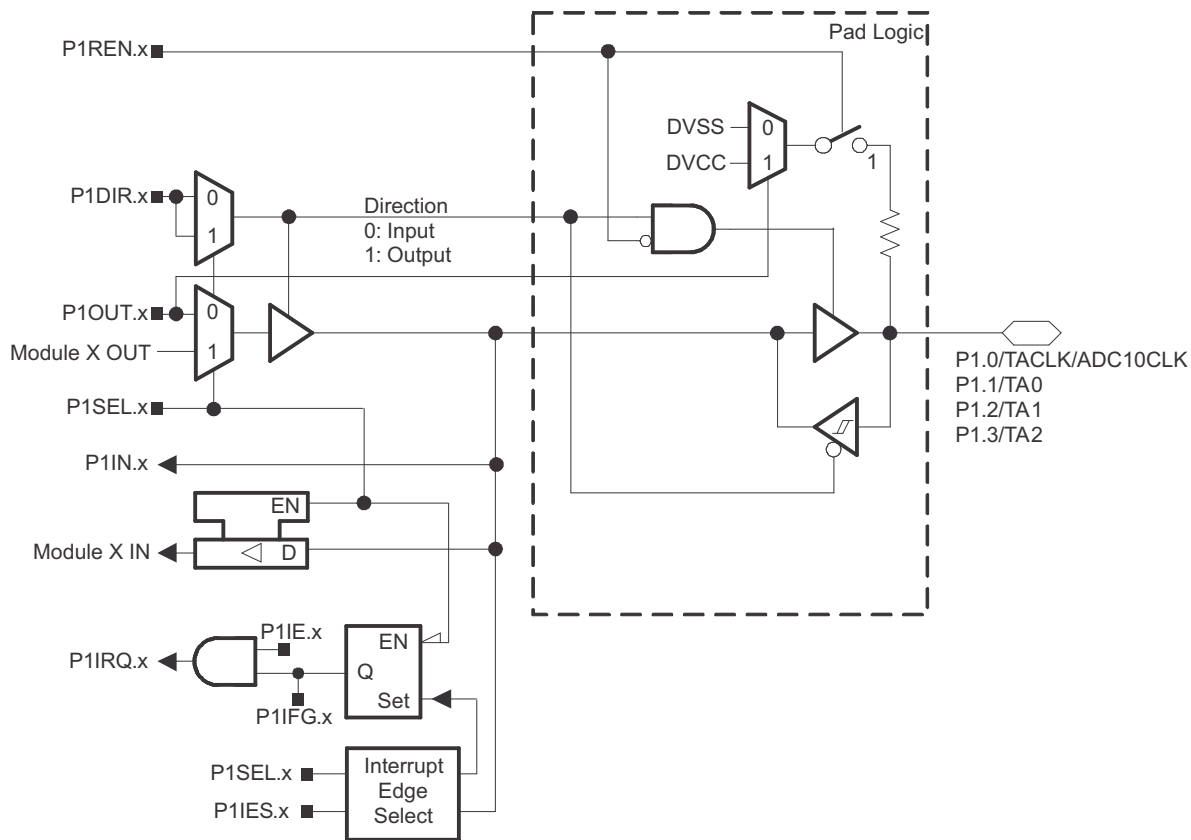 Pad Logic
P1REN.x
DVSS
0
DVCC
1
1
P1DIR.x
0
1
Direction
0: Input
1: Output
P1OUT.x
0
Module X OUT
1
P1.0/TACLK/ADC10CLK
P1.1/TA0
P1.2/TA1
P1.3/TA2
P1SEL.x
P1IN.x
EN
Module X IN
D
P1IE.x
P1IRQ.x
EN
Q
Set
P1IFG.x
P1SEL.x
P1IES.x
Interrupt
Edge
Select